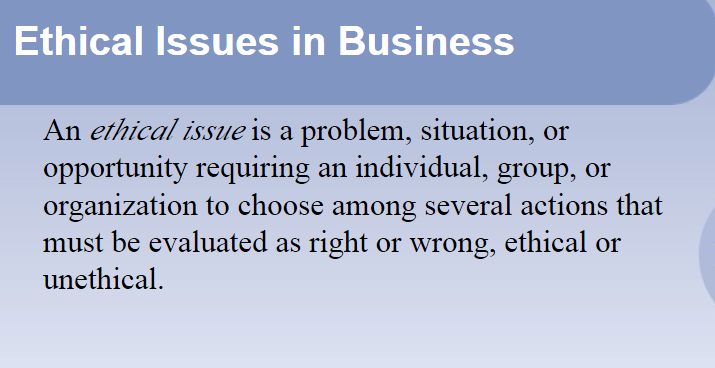 Ethical Issues in Business
An ethical issue is a problem, situation, or
opportunity requiring an individual, group, or
organization to choose among several actions that
must be evaluated as right or wrong, ethical or
unethical.